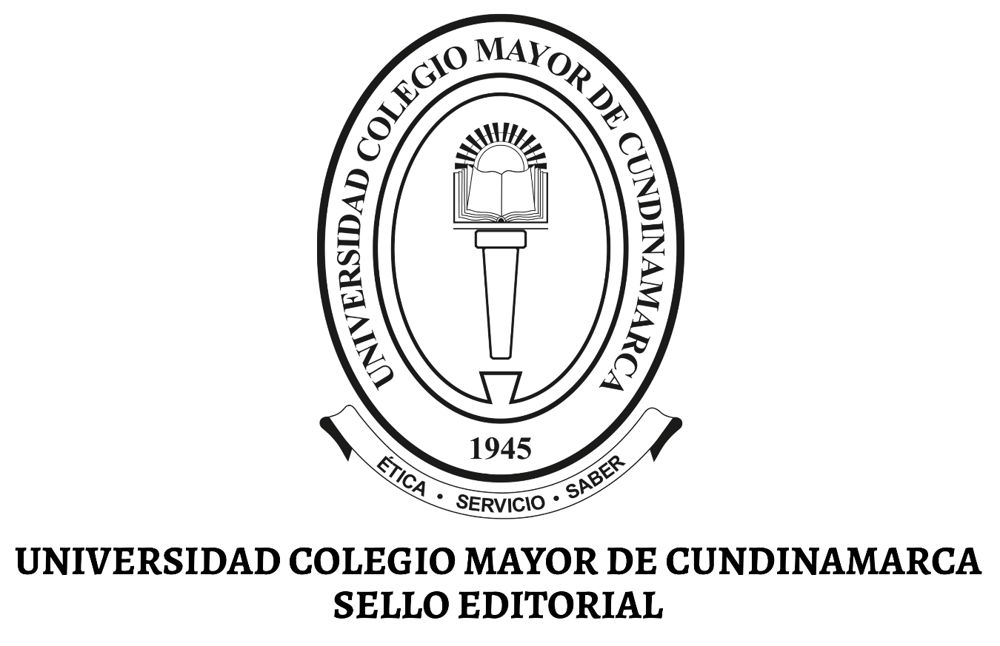 UNIVERSIDAD COLEGIO MAYOR DE CUNDINAMARCA
1945
ÉTICA • SERVICIO • SABER
UNIVERSIDAD COLEGIO MAYOR DE CUNDINAMARCA
SELLO EDITORIAL